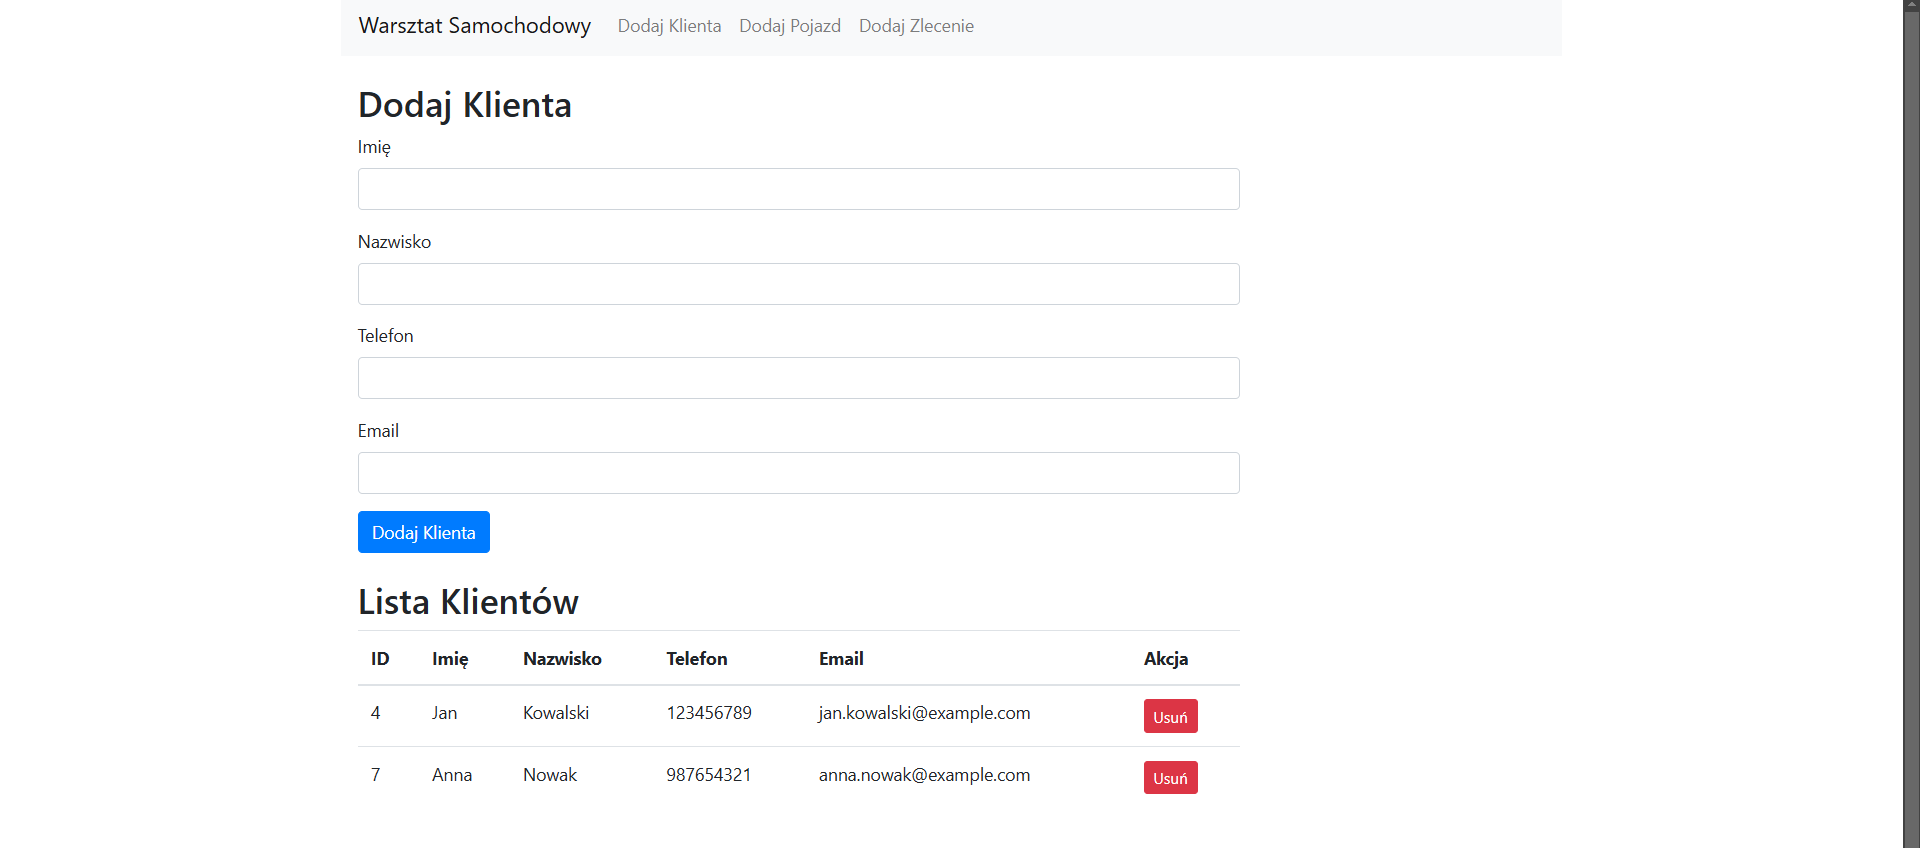 Warsztat Samochodowy Dodaj Klienta Dodaj Pojazd Dodaj Zlecenie
Dodaj Klienta
Imię
Nazwisko
Telefon
Email
Dodaj Klienta
Lista Klientów
ID Imię Nazwisko Telefon Email Akcja
4 Jan Kowalski 123456789 jan.kowalski@example.com Usuń
7 Anna Nowak 987654321 anna.nowak@example.com Usuń